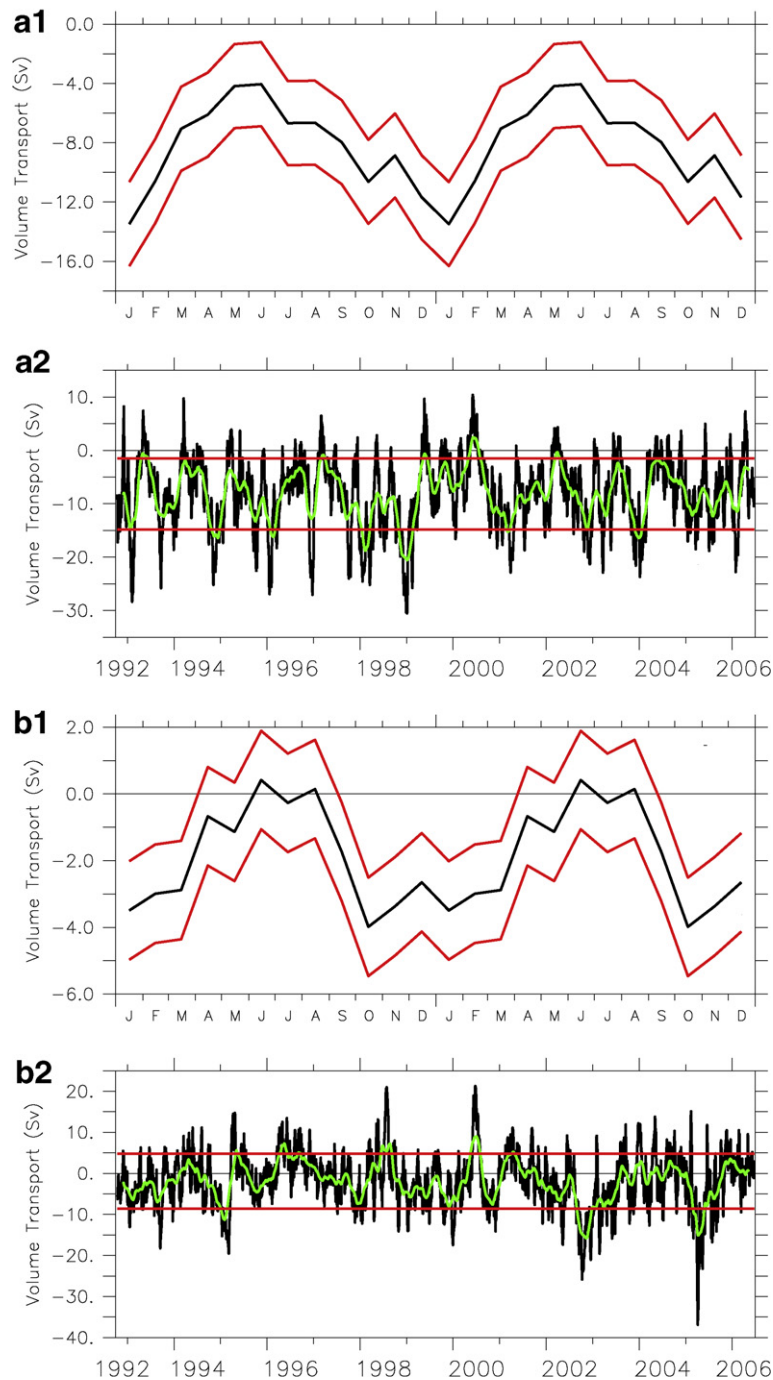 a1
Volume Transport (Sv)
0.0
−4.0
−8.0
−12.0
−16.0
J F M A M J J A S O N D J F M A M J J A S O N D
a2
Volume Transport (Sv)
10.
0.
−10.
−20.
−30.
1992 1994 1996 1998 2000 2002 2004 2006
b1
Volume Transport (Sv)
2.0
0.0
−2.0
−4.0
−6.0
J F M A M J J A S O N D J F M A M J J A S O N D
b2
Volume Transport (Sv)
20.
10.
0.
−10.
−20.
−30.
−40.
1992 1994 1996 1998 2000 2002 2004 2006